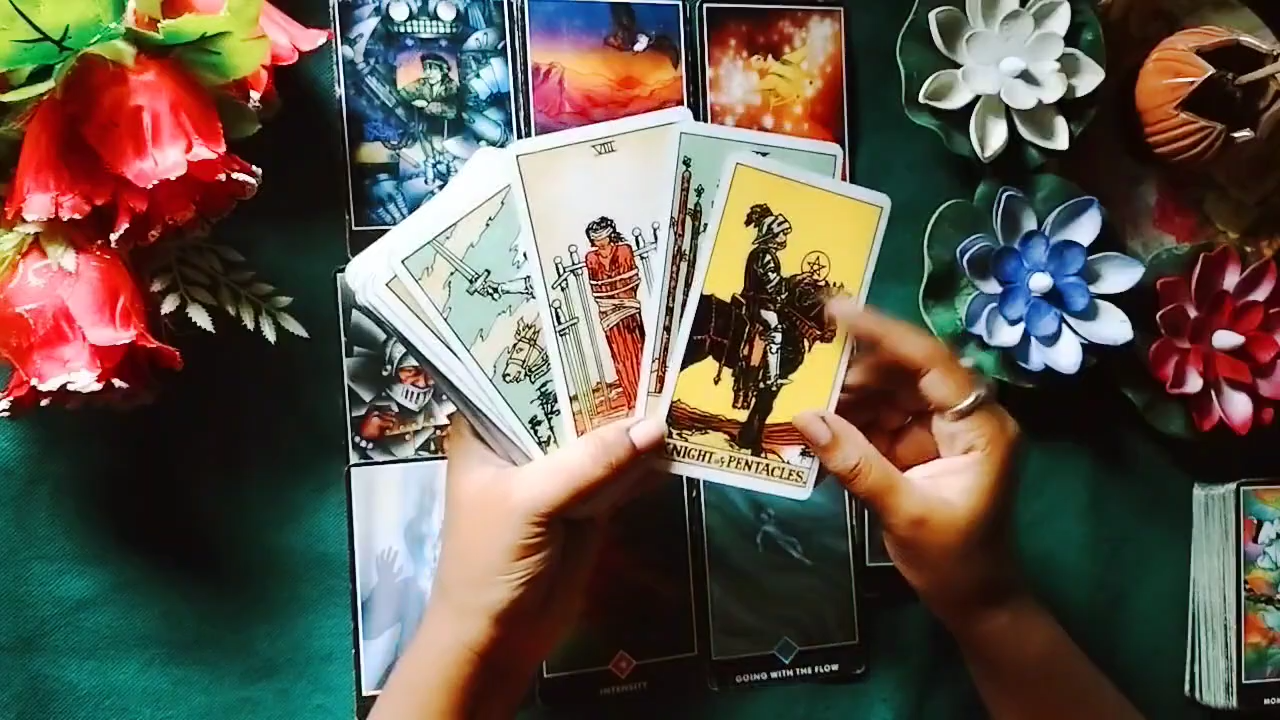 VIII
KNIGHT of PENTACLES.
INTENSITY
GOING WITH THE FLOW